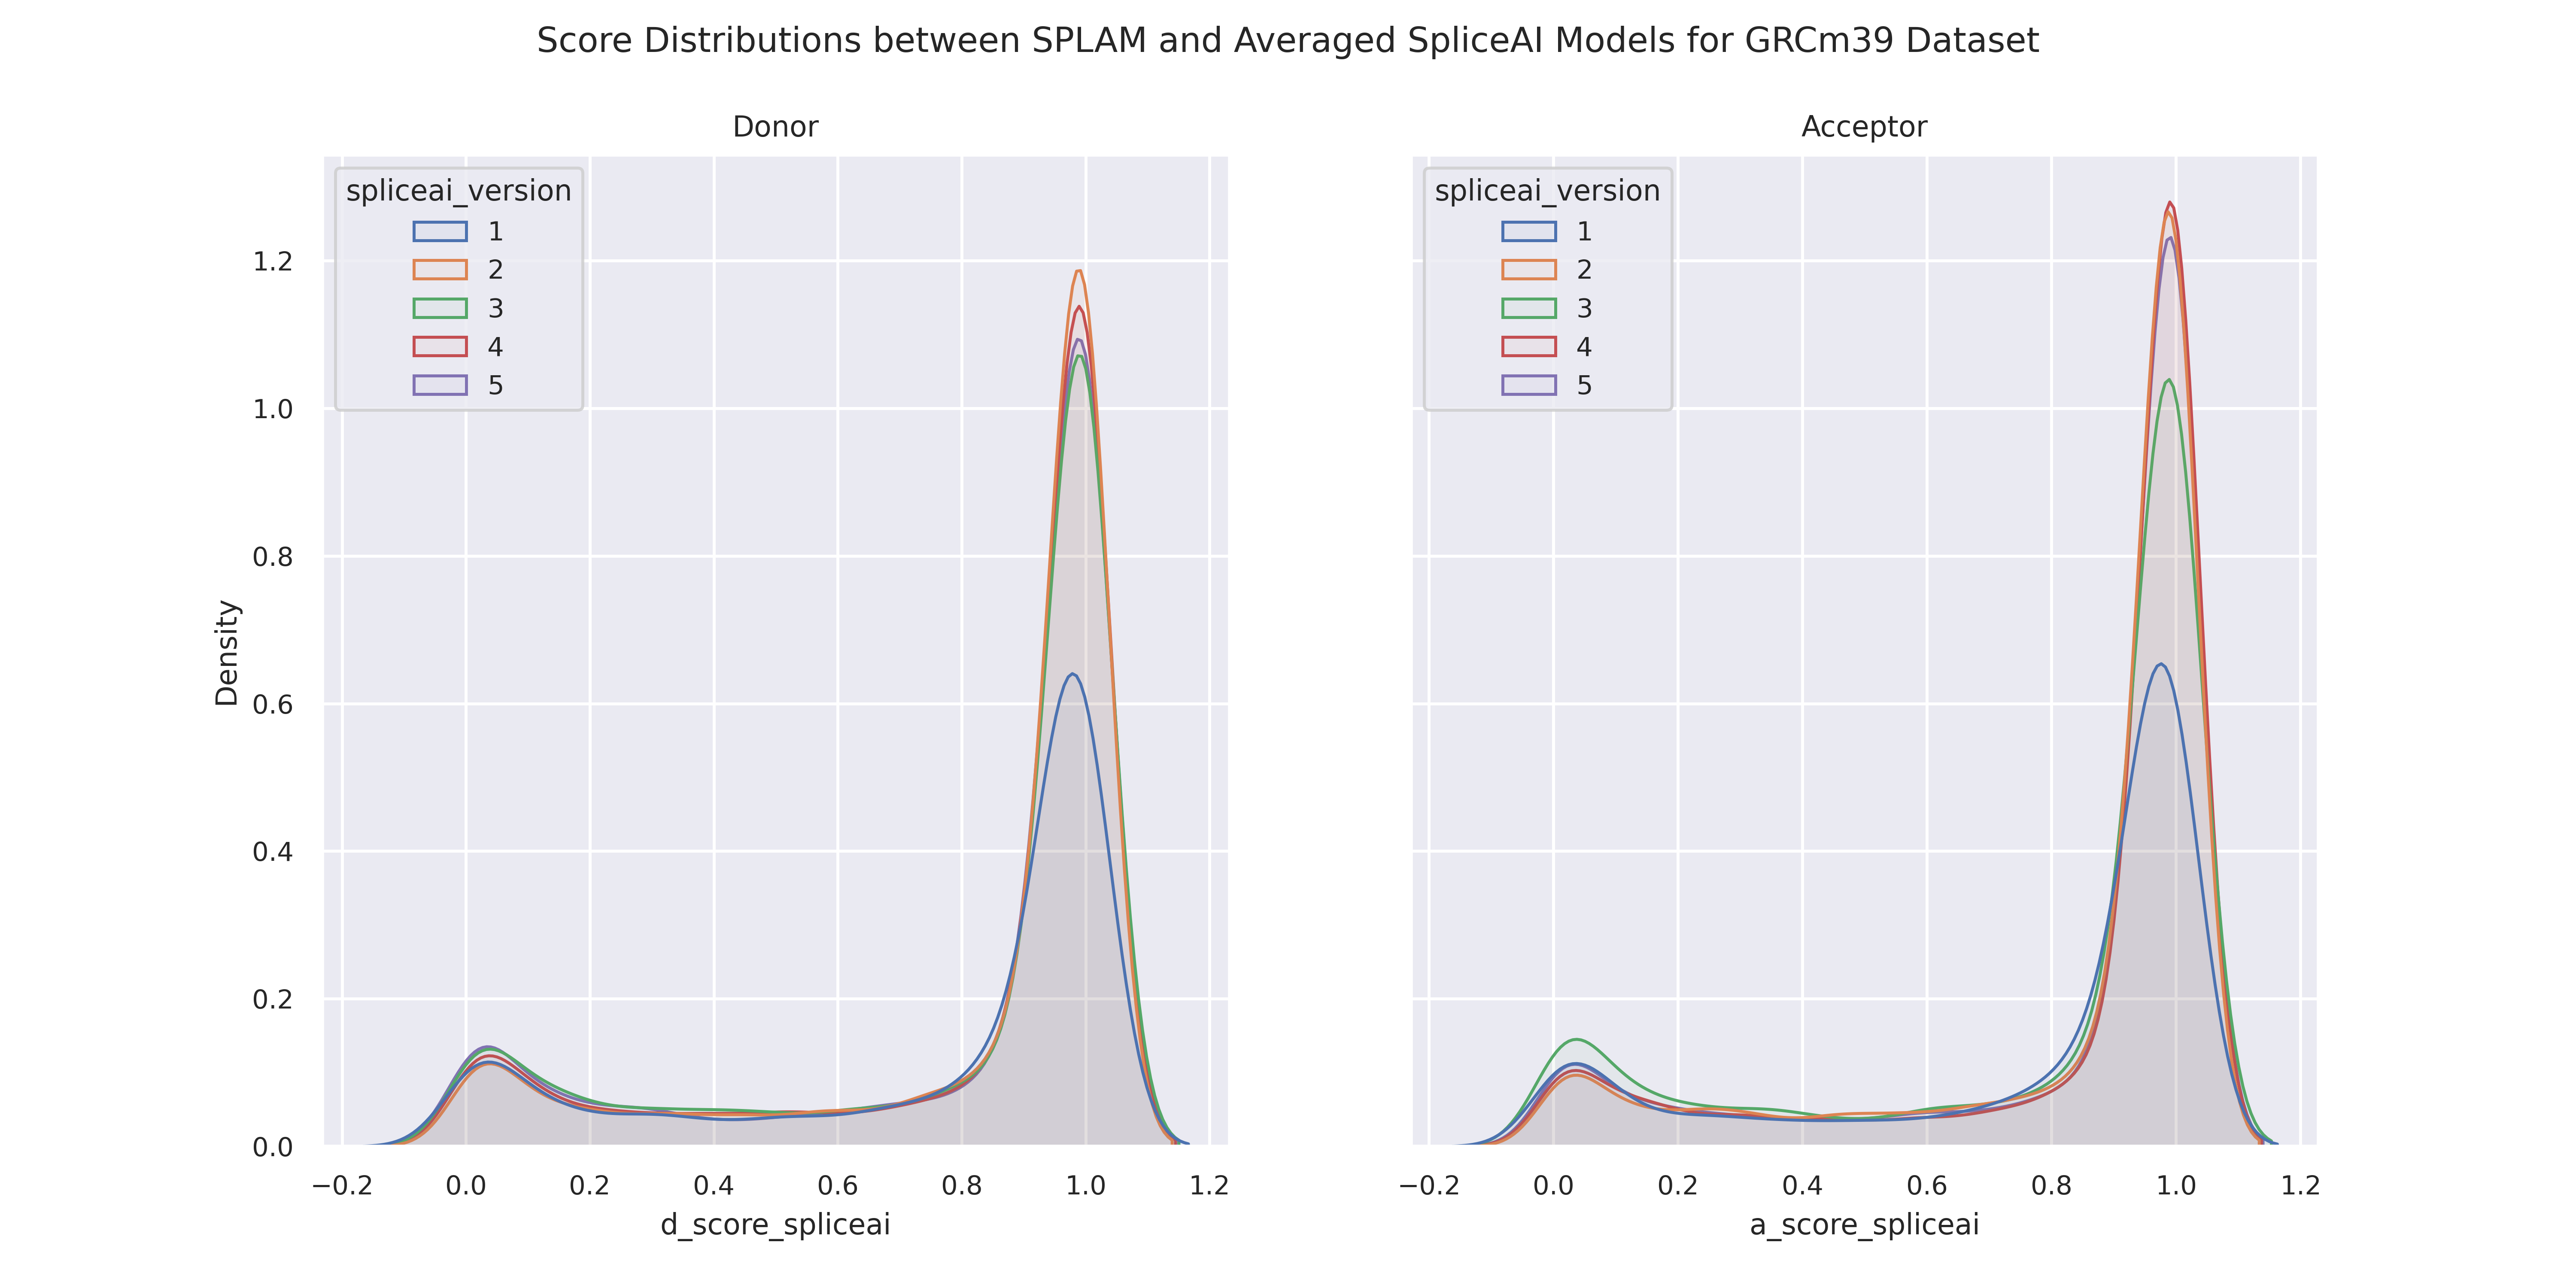 Score Distributions between SPLAM and Averaged SpliceAI Models for GRCm39 Dataset
Donor
spliceai_version
1
2
3
4
5
1.2
1.0
0.8
0.6
0.4
0.2
0.0
Density
−0.2 0.0 0.2 0.4 0.6 0.8 1.0 1.2
d_score_spliceai
Acceptor
spliceai_version
1
2
3
4
5
−0.2 0.0 0.2 0.4 0.6 0.8 1.0 1.2
a_score_spliceai